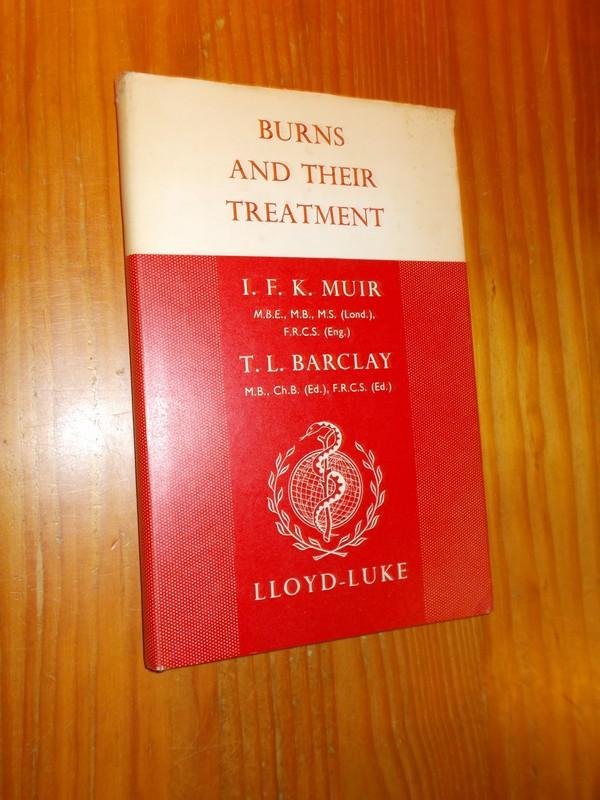 BURNS
AND THEIR
TREATMENT
I. F. K. MUIR
M.B.E., M.B., M.S. (Lond.),
F.R.C.S. (Eng.)
T. L. BARCLAY
M.B., Ch.B. (Ed.), F.R.C.S. (Ed.)
LLOYD-LUKE